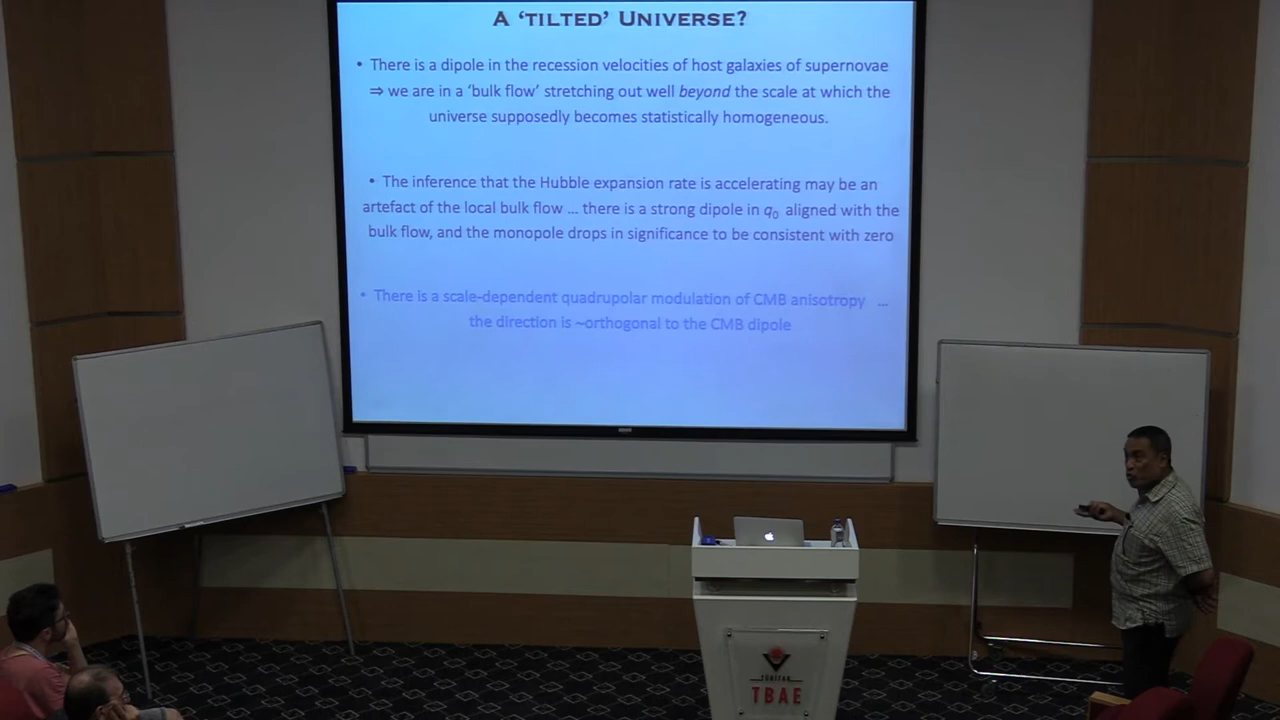 A ‘TILTED’ UNIVERSE?
• There is a dipole in the recession velocities of host galaxies of supernovae
⇒ we are in a ‘bulk flow’ stretching out well beyond the scale at which the
universe supposedly becomes statistically homogeneous.
• The inference that the Hubble expansion rate is accelerating may be an
artefact of the local bulk flow ... there is a strong dipole in q₀ aligned with the
bulk flow, and the monopole drops in significance to be consistent with zero
• There is a scale-dependent quadrupolar modulation of CMB anisotropy ...
the direction is ~orthogonal to the CMB dipole
TÜBİTAK
TBAE